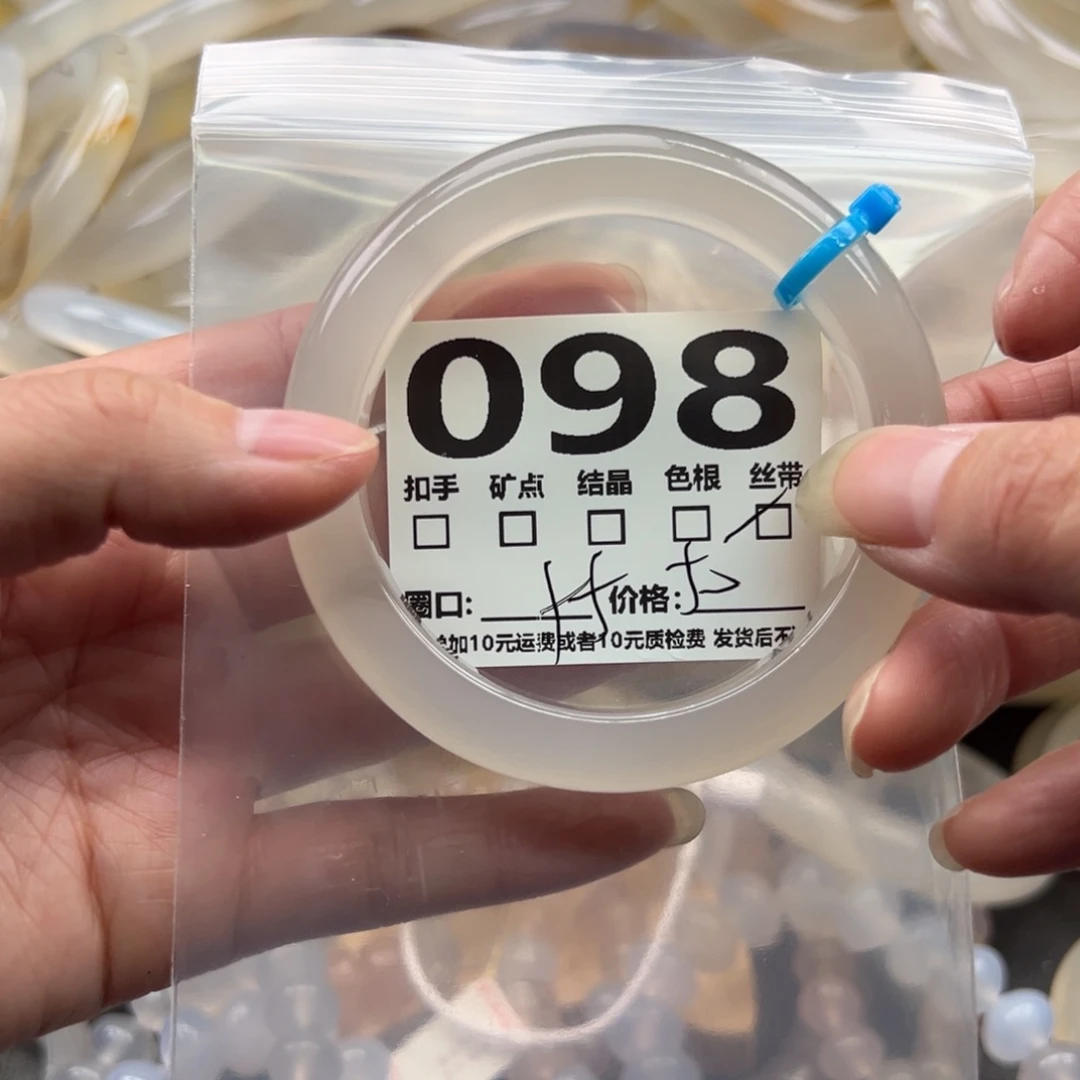 098
扣手 矿点 结晶 色根 丝带
圈口: 价格:
加10元运费或者10元质检费 发货后不